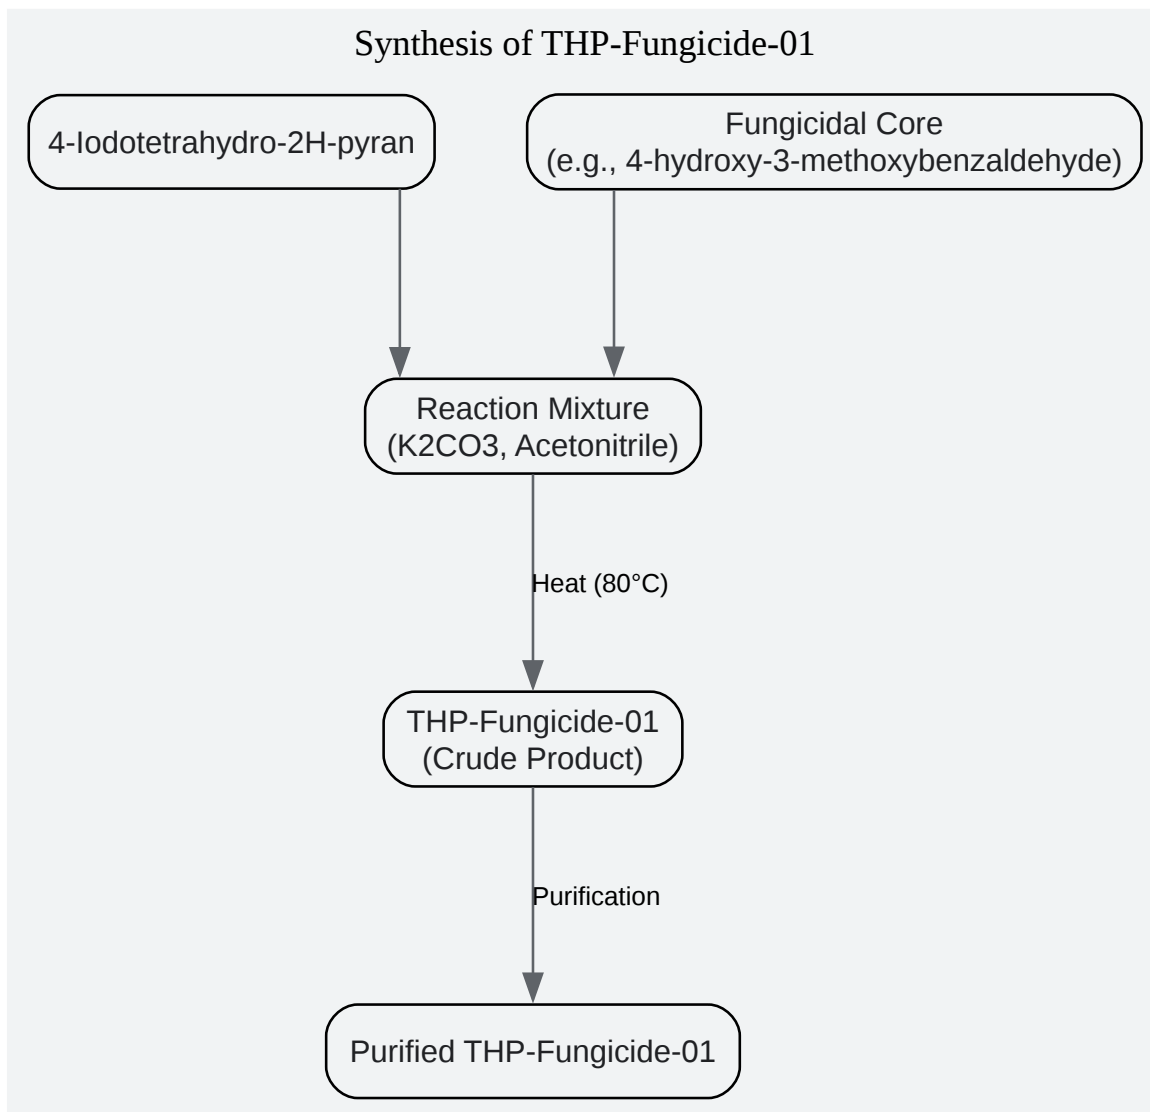 Synthesis of THP-Fungicide-01
4-Iodotetrahydro-2H-pyran
Fungicidal Core
(e.g., 4-hydroxy-3-methoxybenzaldehyde)
Reaction Mixture
(K2CO3, Acetonitrile)
Heat (80°C)
THP-Fungicide-01
(Crude Product)
Purification
Purified THP-Fungicide-01